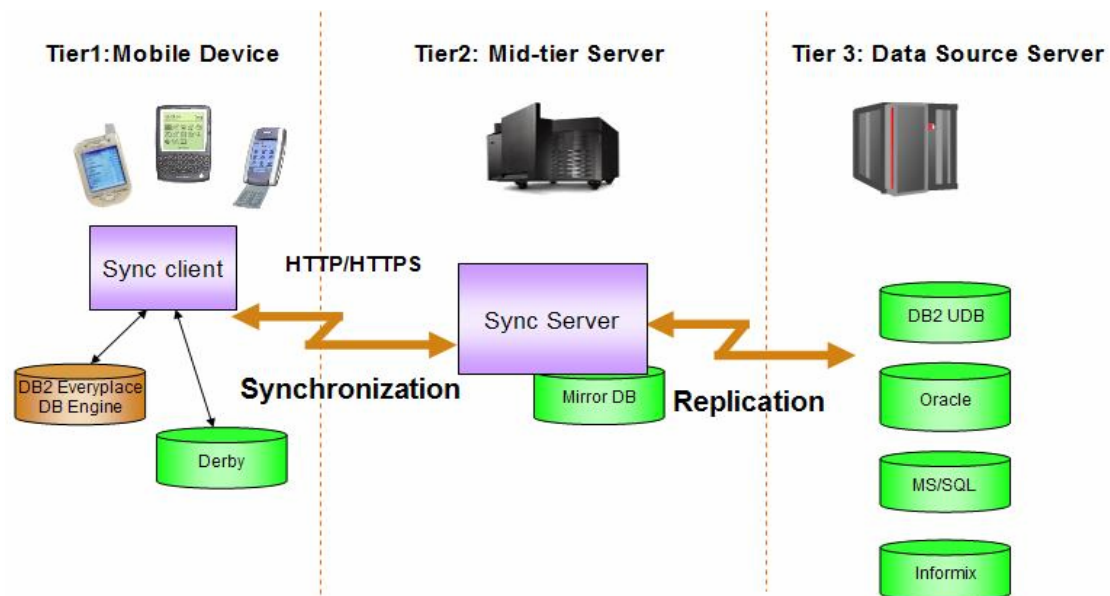 Tier1:Mobile Device
Tier2: Mid-tier Server
Tier 3: Data Source Server
Sync client
HTTP/HTTPS
Sync Server
DB2 UDB
DB2 Everyplace
DB Engine
Synchronization
Mirror DB
Replication
Oracle
Derby
MS/SQL
Informix